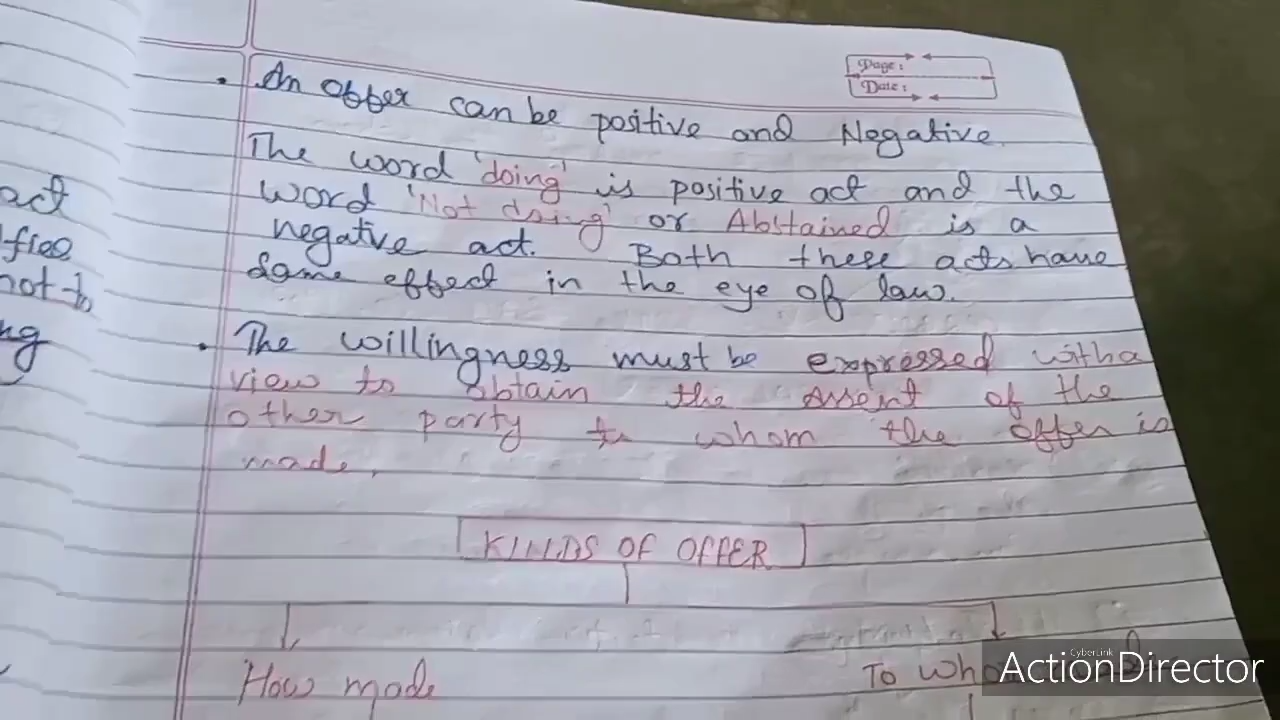 Page:
Date:
• An offer can be positive and Negative.
The word 'doing' is positive act and the
word 'Not doing' or Abstained is a
negative act. Both these acts have
same effect in the eye of law.
• The willingness must be expressed with a
view to obtain the assent of the
other party to whom the offer is
made.
KINDS OF OFFER
How made
To whom
act
not to
CyberLink
ActionDirector